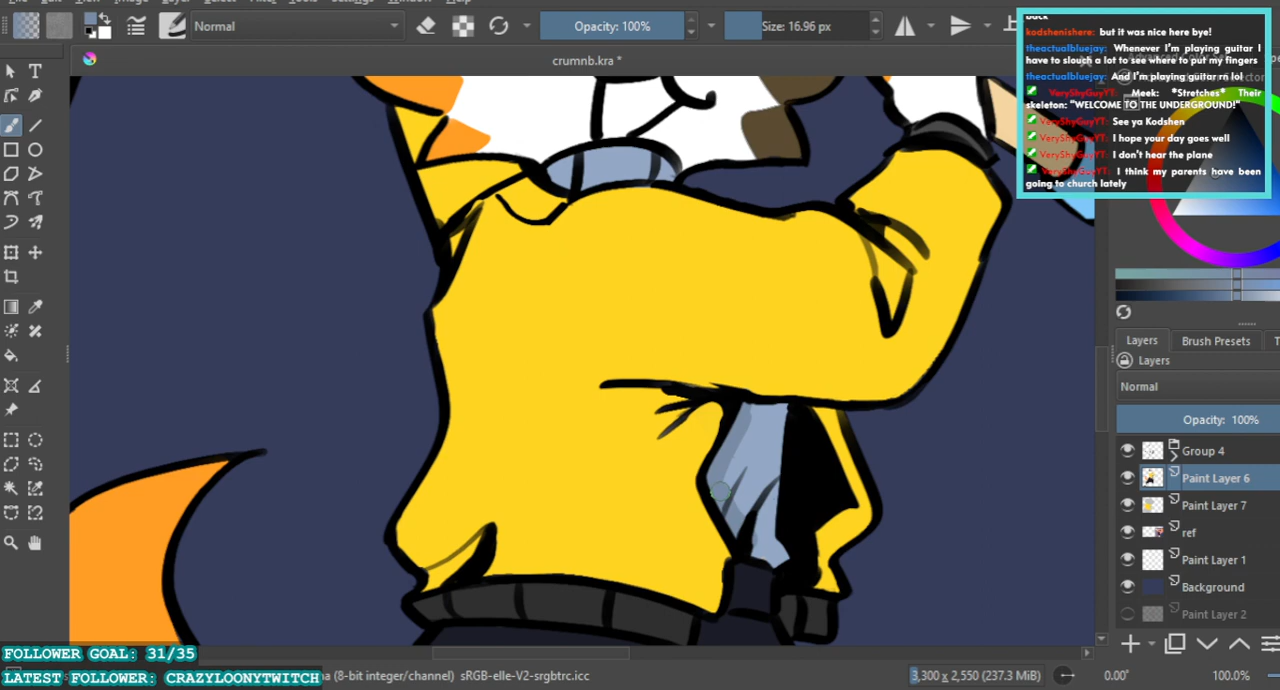 Normal
Opacity: 100%
Size: 16.96 px
crumnb.kra *
back
kodshenishere: but it was nice here bye!
theactualbluejay: Whenever I'm playing guitar I
have to slouch a lot to see where to put my fingers
theactualbluejay: And I'm playing guitar rn lol
VeryShyGuyYT: Meek: *Stretches* Their
skeleton: "WELCOME TO THE UNDERGROUND!"
VeryShyGuyYT: See ya Kodshen
VeryShyGuyYT: I hope your day goes well
VeryShyGuyYT: I don't hear the plane
VeryShyGuyYT: I think my parents have been
going to church lately
Layers
Brush Presets
Layers
Normal
Opacity: 100%
Group 4
Paint Layer 6
Paint Layer 7
ref
Paint Layer 1
Background
Paint Layer 2
FOLLOWER GOAL: 31/35
LATEST FOLLOWER: CRAZYLOONYTWITCH
(8-bit integer/channel) sRGB-elle-V2-srgbtrc.icc
3,300 x 2,550 (237.3 MiB)
0.00°
100.0%